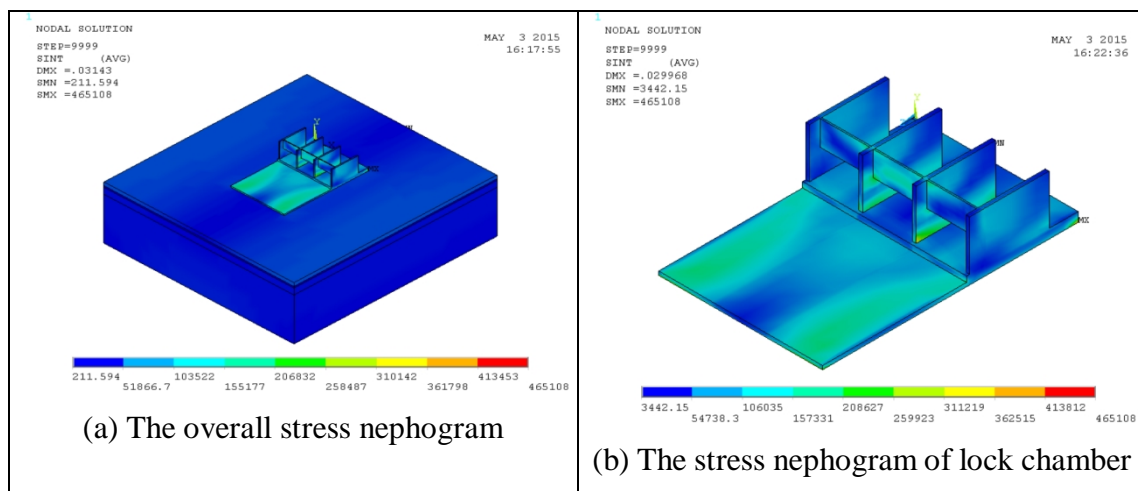 1
NODAL SOLUTION
STEP=9999
SINT (AVG)
DMX =.03143
SMN =211.594
SMX =465108
MAY 3 2015
16:17:55
Y
MX
211.594 103522 206832 310142 413453
51866.7 155177 258487 361798 465108
(a) The overall stress nephogram
1
NODAL SOLUTION
STEP=9999
SINT (AVG)
DMX =.029968
SMN =3442.15
SMX =465108
MAY 3 2015
16:22:36
Y
MN
MX
3442.15 106035 208627 311219 413812
54738.3 157331 259923 362515 465108
(b) The stress nephogram of lock chamber